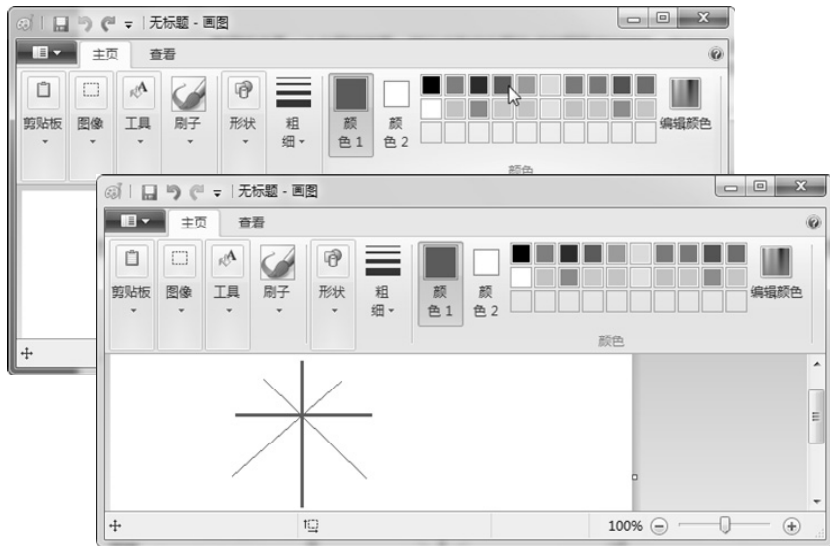 无标题 - 画图
主页 查看
剪贴板 图像 工具 刷子 形状 粗细 颜色 1 颜色 2 编辑颜色
颜色
无标题 - 画图
主页 查看
剪贴板 图像 工具 刷子 形状 粗细 颜色 1 颜色 2 编辑颜色
颜色
100%